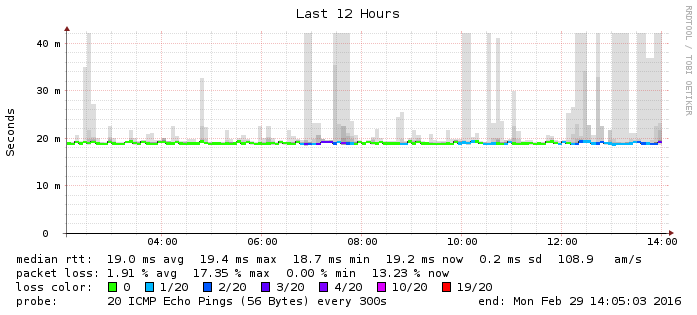 Last 12 Hours
RRDTOOL / TOBI OETIKER
Seconds
40 m
30 m
20 m
10 m
0
04:00 06:00 08:00 10:00 12:00 14:00
median rtt: 19.0 ms avg 19.4 ms max 18.7 ms min 19.2 ms now 0.2 ms sd 108.9 am/s
packet loss: 1.91 % avg 17.35 % max 0.00 % min 13.23 % now
loss color: 0 1/20 2/20 3/20 4/20 10/20 19/20
probe: 20 ICMP Echo Pings (56 Bytes) every 300s end: Mon Feb 29 14:05:03 2016